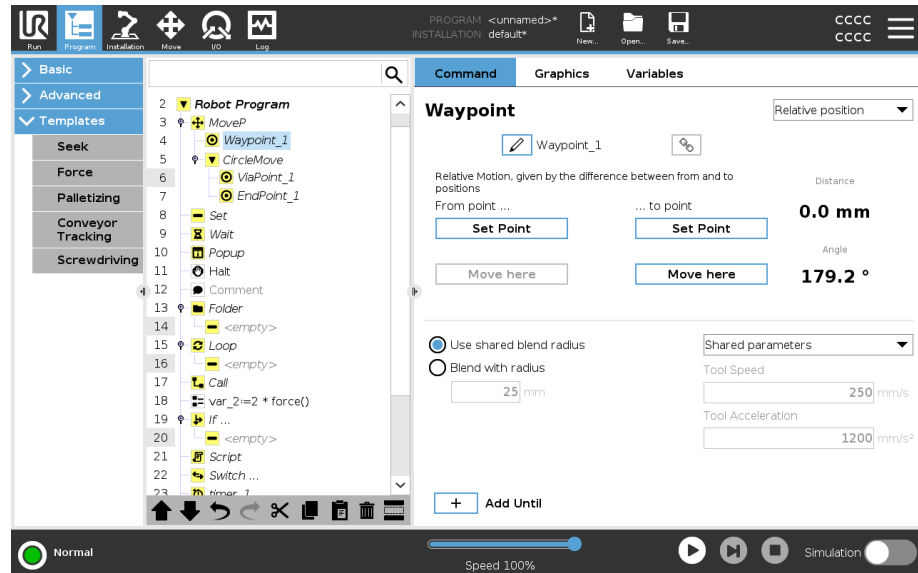 PROGRAM <unnamed>*
INSTALLATION default*
CCCC
CCCC
Run
Program
Installation
Move
I/O
Log
New...
Open...
Save...
Basic
Advanced
Templates
Seek
Force
Palletizing
Conveyor
Tracking
Screwdriving
2 Robot Program
3 MoveP
4 Waypoint_1
5 CircleMove
6 ViaPoint_1
7 EndPoint_1
8 Set
9 Wait
10 Popup
11 Halt
12 Comment
13 Folder
14 <empty>
15 Loop
16 <empty>
17 Call
18 var_2:=2 * force()
19 If ...
20 <empty>
21 Script
22 Switch ...
23 timer_1
Command
Graphics
Variables
Waypoint
Relative position
Waypoint_1
Relative Motion, given by the difference between from and to
positions
From point ...
... to point
Set Point
Set Point
Move here
Move here
Distance
0.0 mm
Angle
179.2 °
Use shared blend radius
Blend with radius
25 mm
Shared parameters
Tool Speed
250 mm/s
Tool Acceleration
1200 mm/s²
+ Add Until
Normal
Speed 100%
Simulation